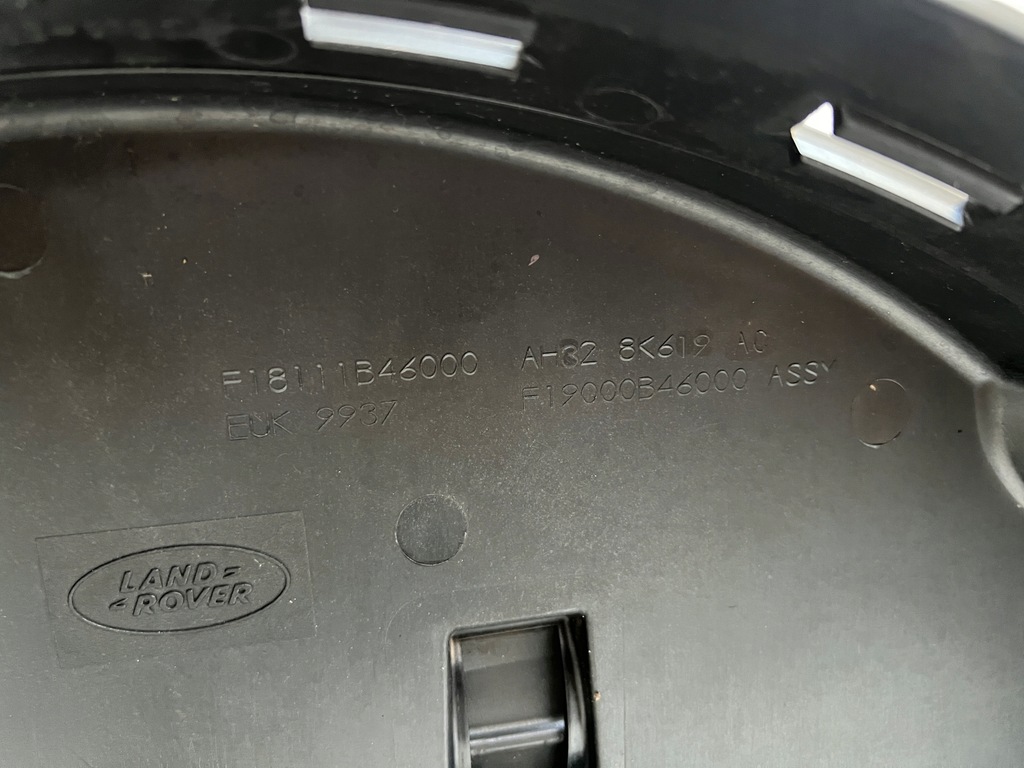 F18111B46000 AH32 8K619 AC
EUK 9937 F19000B46000 ASSY
LAND-
ROVER